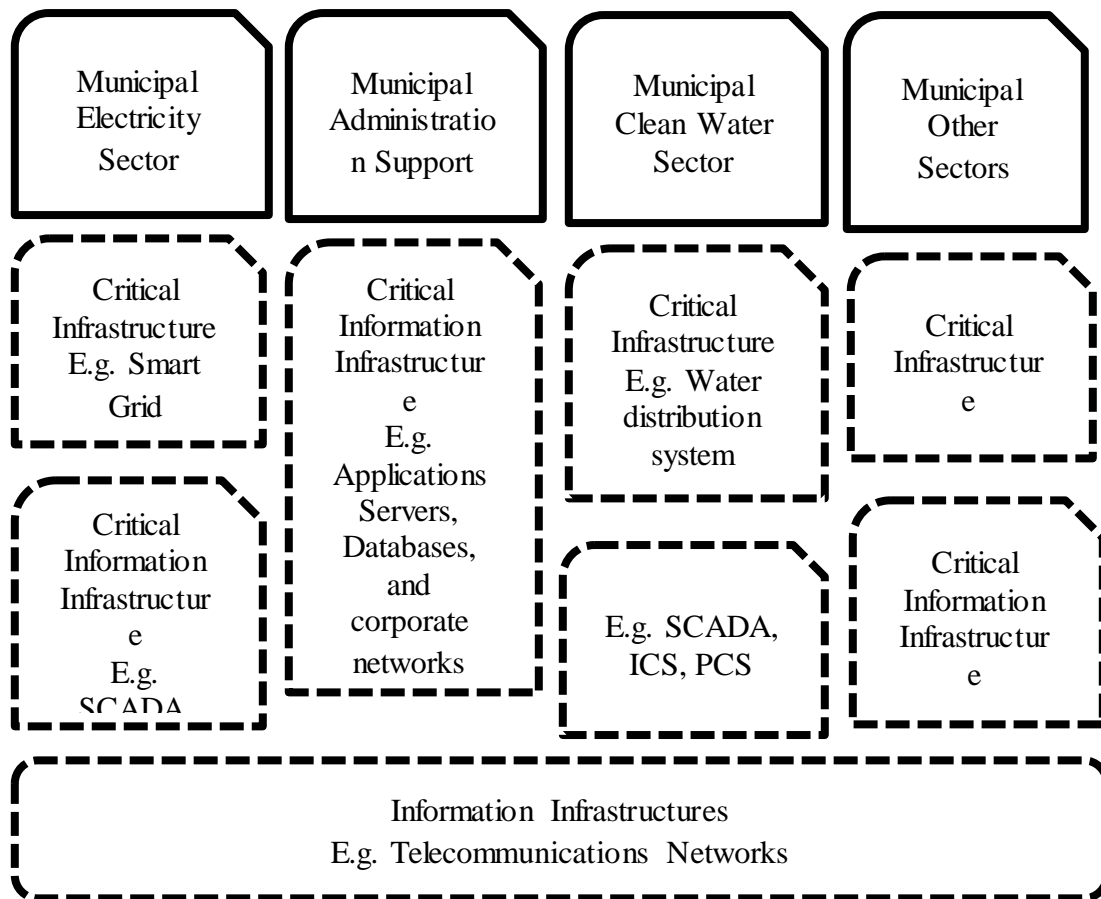 Municipal
Electricity
Sector
Municipal
Administratio
n Support
Municipal
Clean Water
Sector
Municipal
Other
Sectors
Critical
Infrastructure
E.g. Smart
Grid
Critical
Information
Infrastructur
e
E.g.
Applications
Servers,
Databases,
and
corporate
networks
Critical
Infrastructure
E.g. Water
distribution
system
Critical
Infrastructur
e
Critical
Information
Infrastructur
e
E.g.
SCADA
E.g. SCADA,
ICS, PCS
Critical
Information
Infrastructur
e
Information Infrastructures
E.g. Telecommunications Networks